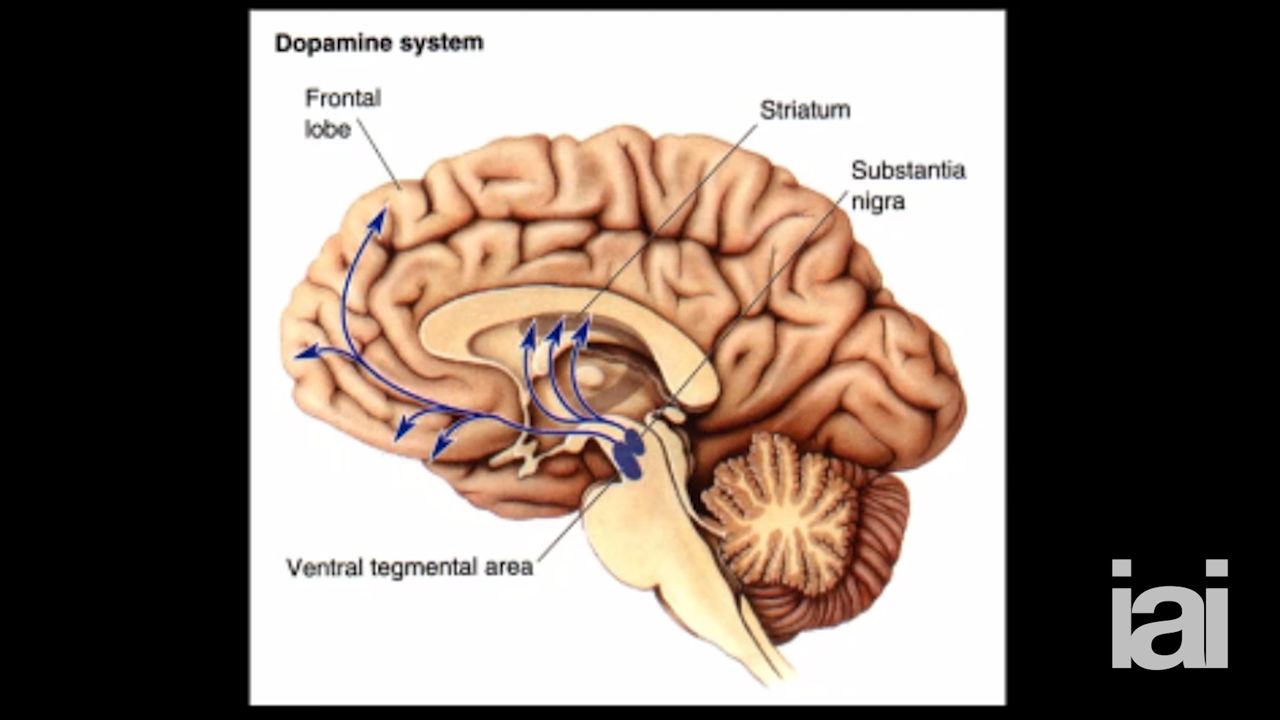 Dopamine system
Frontal
lobe
Striatum
Substantia
nigra
Ventral tegmental area
iai